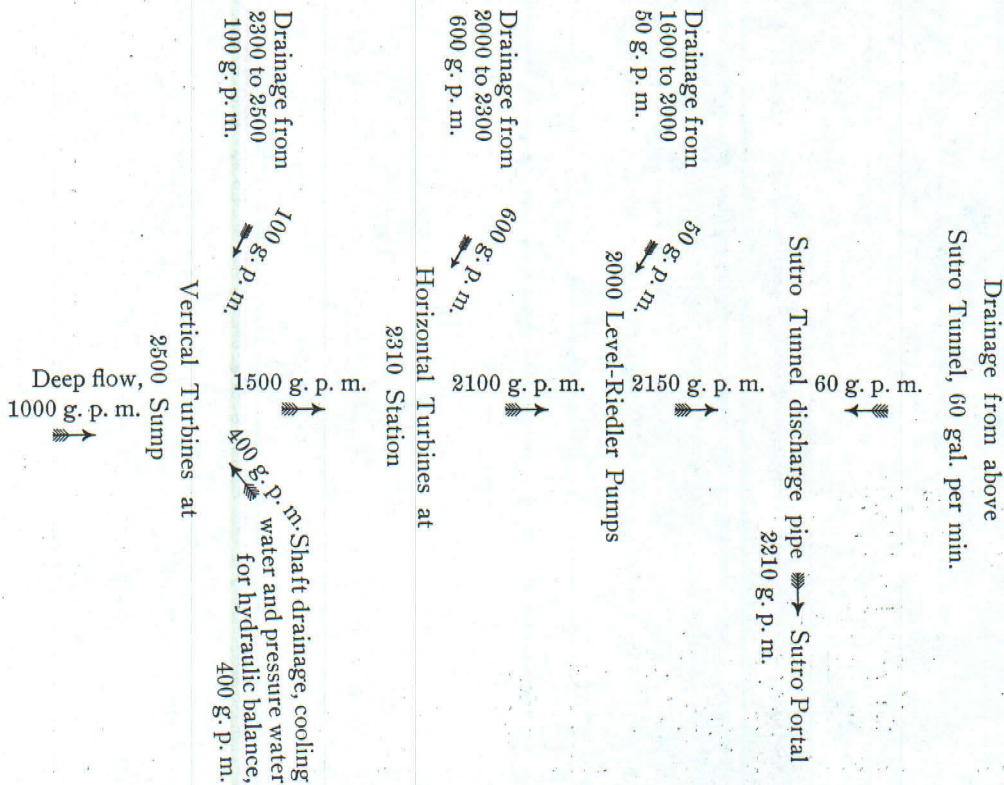 Drainage from above
Sutro Tunnel, 60 gal. per min.
60 g. p. m.
Sutro Tunnel discharge pipe
Sutro Portal
2210 g. p. m.
2150 g. p. m.
Drainage from
1600 to 2000
50 g. p. m.
50 g. p. m.
2000 Level-Riedler Pumps
2100 g. p. m.
Drainage from
2000 to 2300
600 g. p. m.
600 g. p. m.
Horizontal Turbines at
2310 Station
1500 g. p. m.
Drainage from
2300 to 2500
100 g. p. m.
100 g. p. m.
400 g. p. m.
Shaft drainage, cooling
water and pressure water
for hydraulic balance,
400 g. p. m.
Vertical Turbines at
2500 Sump
Deep flow,
1000 g. p. m.